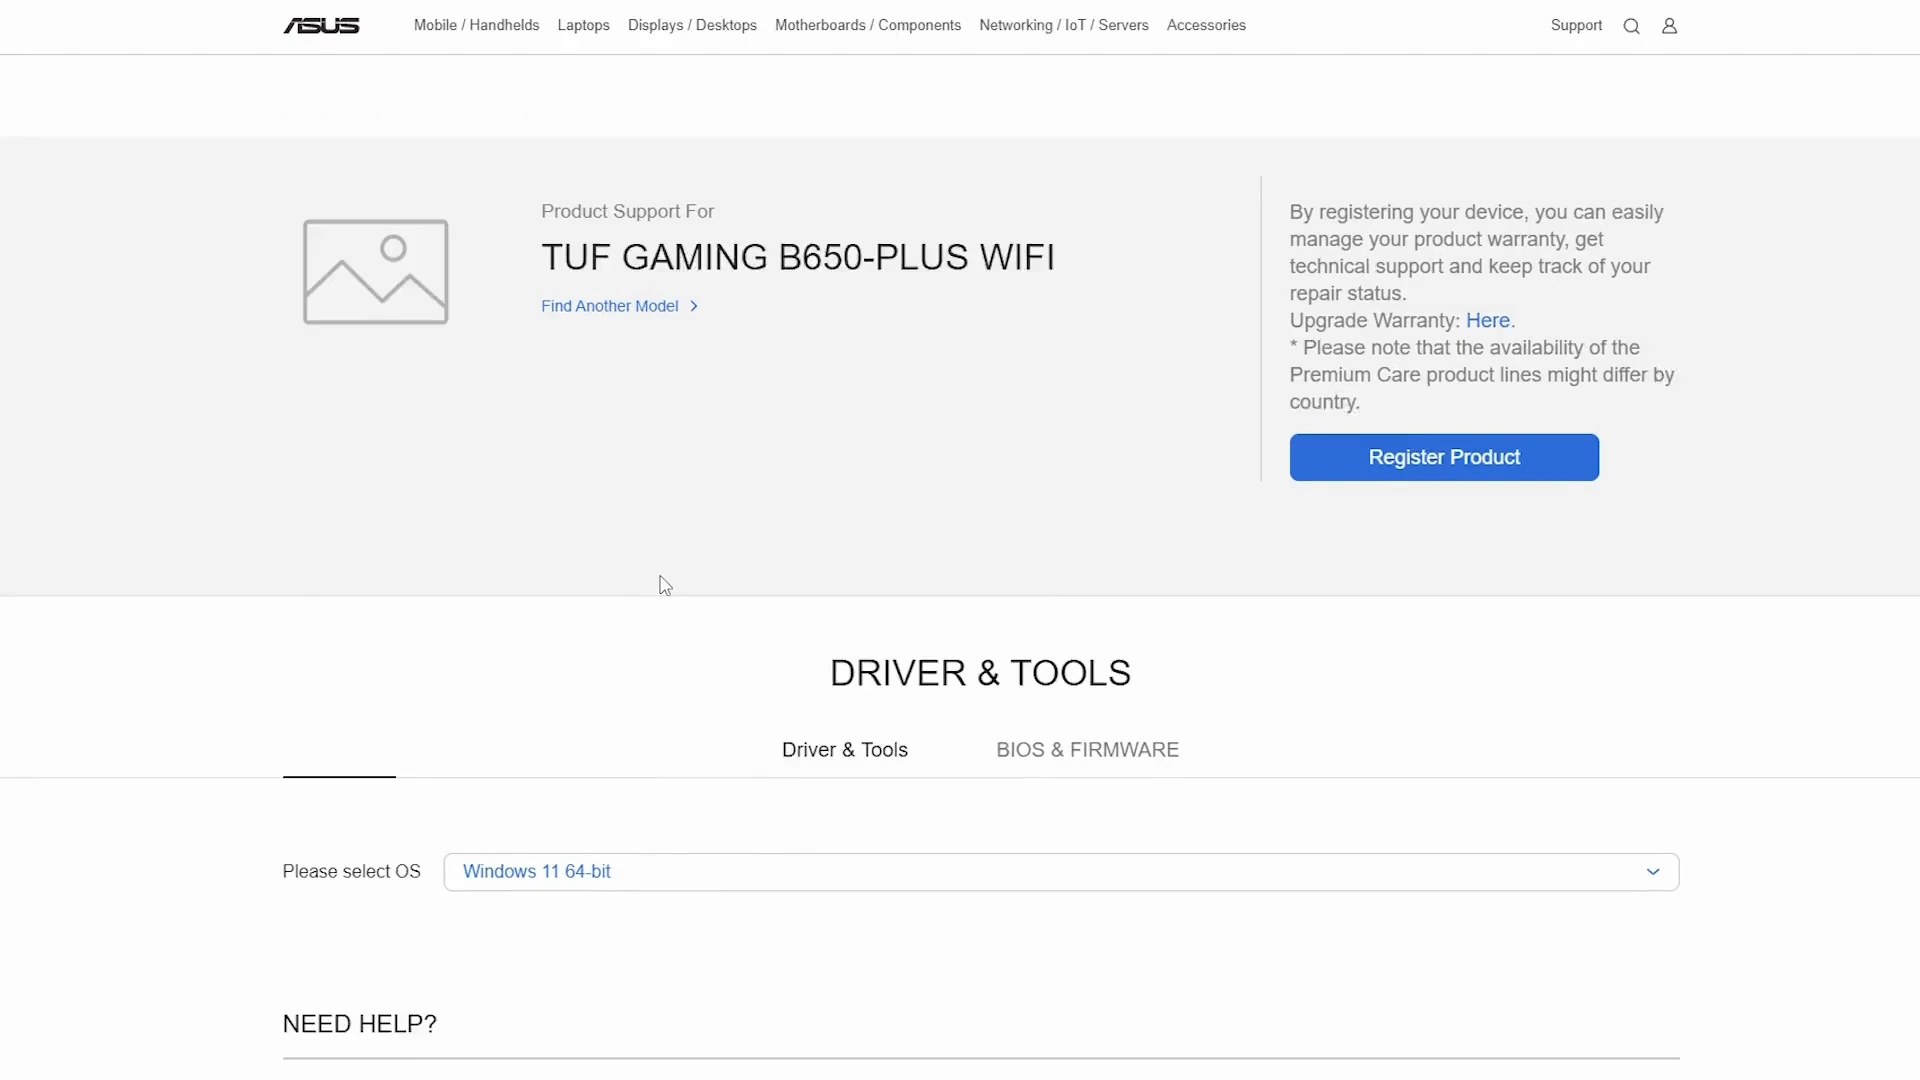 ASUS
Mobile / Handhelds
Laptops
Displays / Desktops
Motherboards / Components
Networking / IoT / Servers
Accessories
Support
Product Support For
TUF GAMING B650-PLUS WIFI
Find Another Model
By registering your device, you can easily
manage your product warranty, get
technical support and keep track of your
repair status.
Upgrade Warranty: Here.
* Please note that the availability of the
Premium Care product lines might differ by
country.
Register Product
DRIVER & TOOLS
Driver & Tools
BIOS & FIRMWARE
Please select OS
Windows 11 64-bit
NEED HELP?